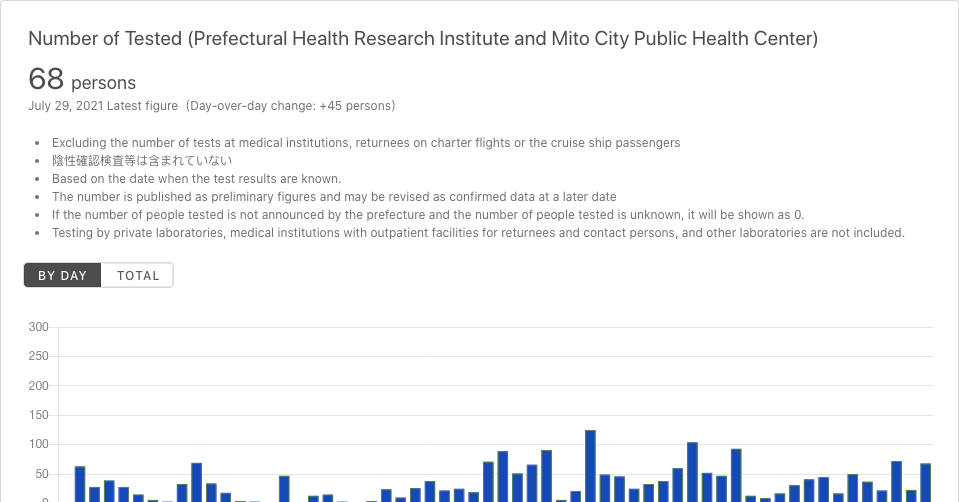 Number of Tested (Prefectural Health Research Institute and Mito City Public Health Center)
68 persons
July 29, 2021 Latest figure (Day-over-day change: +45 persons)
Excluding the number of tests at medical institutions, returnees on charter flights or the cruise ship passengers
陰性確認検査等は含まれていない
Based on the date when the test results are known.
The number is published as preliminary figures and may be revised as confirmed data at a later date
If the number of people tested is not announced by the prefecture and the number of people tested is unknown, it will be shown as 0.
Testing by private laboratories, medical institutions with outpatient facilities for returnees and contact persons, and other laboratories are not included.
BY DAY TOTAL
300
250
200
150
100
50
0